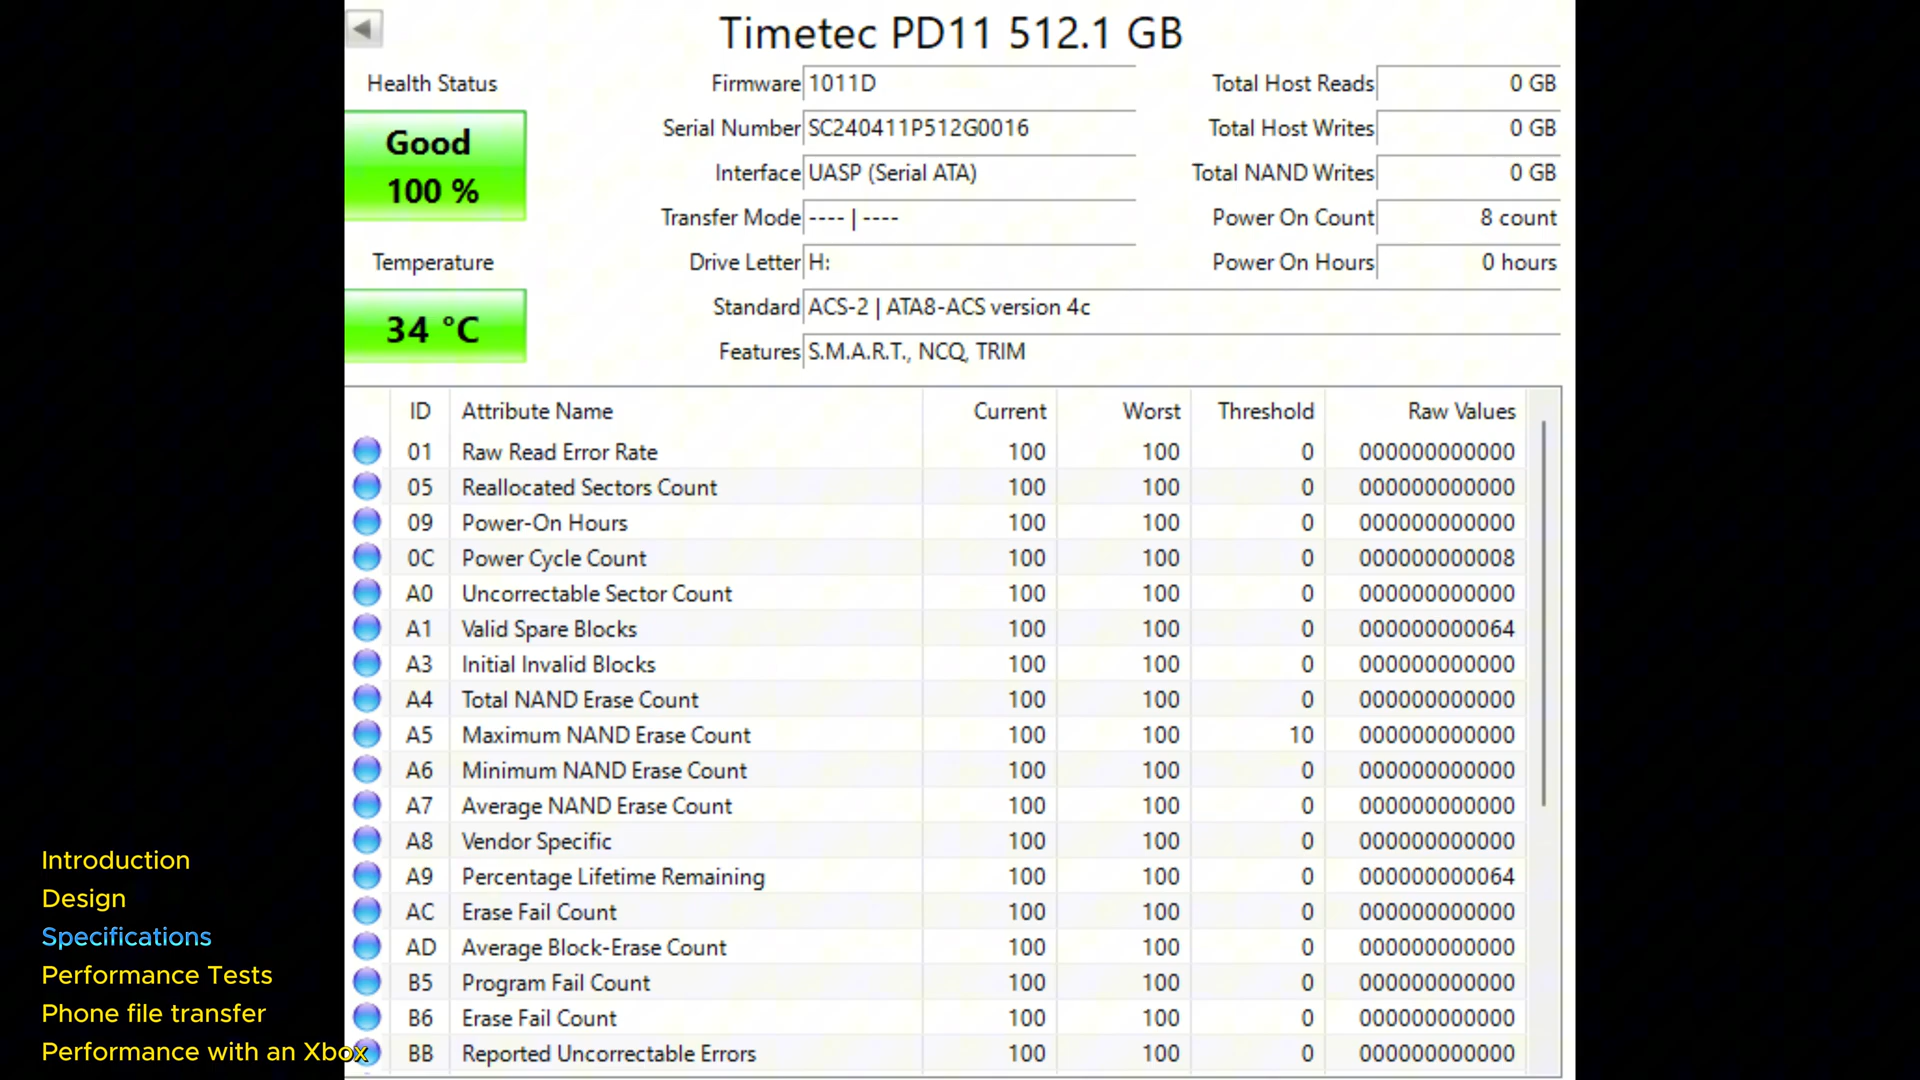 Timetec PD11 512.1 GB
Health Status
Good
100 %
Temperature
34 °C
Firmware 1011D
Serial Number SC240411P512G0016
Interface UASP (Serial ATA)
Transfer Mode ---- | ----
Drive Letter H:
Standard ACS-2 | ATA8-ACS version 4c
Features S.M.A.R.T., NCQ, TRIM
Total Host Reads 0 GB
Total Host Writes 0 GB
Total NAND Writes 0 GB
Power On Count 8 count
Power On Hours 0 hours
ID Attribute Name Current Worst Threshold Raw Values
01 Raw Read Error Rate 100 100 0 000000000000
05 Reallocated Sectors Count 100 100 0 000000000000
09 Power-On Hours 100 100 0 000000000000
0C Power Cycle Count 100 100 0 000000000008
A0 Uncorrectable Sector Count 100 100 0 000000000000
A1 Valid Spare Blocks 100 100 0 000000000064
A3 Initial Invalid Blocks 100 100 0 000000000000
A4 Total NAND Erase Count 100 100 0 000000000000
A5 Maximum NAND Erase Count 100 100 10 000000000000
A6 Minimum NAND Erase Count 100 100 0 000000000000
A7 Average NAND Erase Count 100 100 0 000000000000
A8 Vendor Specific 100 100 0 000000000000
A9 Percentage Lifetime Remaining 100 100 0 000000000064
AC Erase Fail Count 100 100 0 000000000000
AD Average Block-Erase Count 100 100 0 000000000000
B5 Program Fail Count 100 100 0 000000000000
B6 Erase Fail Count 100 100 0 000000000000
BB Reported Uncorrectable Errors 100 100 0 000000000000
Introduction
Design
Specifications
Performance Tests
Phone file transfer
Performance with an Xbox